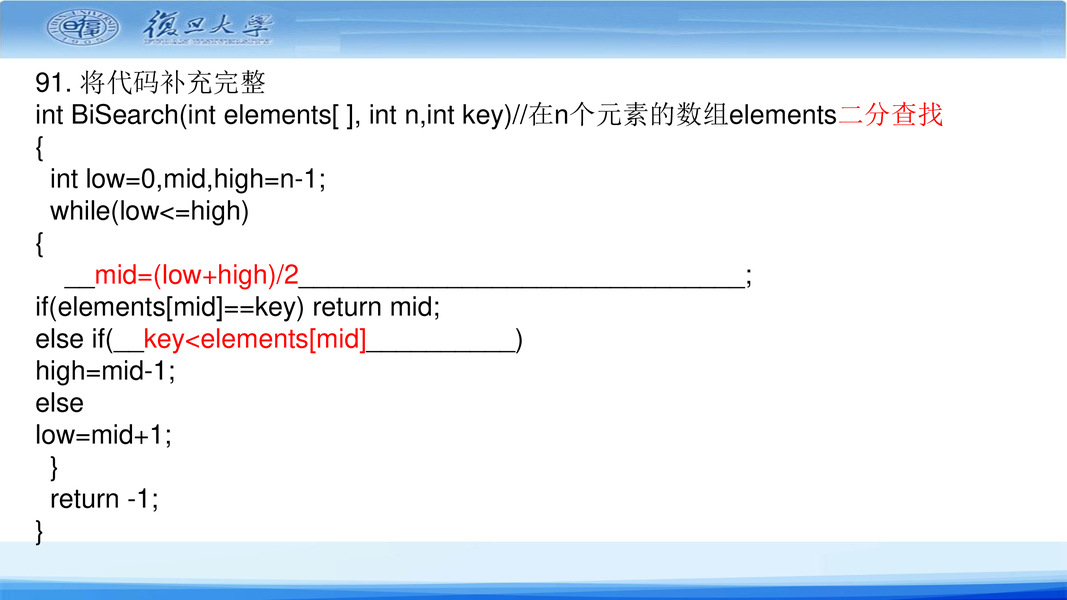 復旦大學
FUDAN UNIVERSITY
91. 将代码补充完整
int BiSearch(int elements[ ], int n,int key)//在n个元素的数组elements二分查找
{
int low=0,mid,high=n-1;
while(low<=high)
{
__mid=(low+high)/2______________________________;
if(elements[mid]==key) return mid;
else if(__key<elements[mid]__________)
high=mid-1;
else
low=mid+1;
}
return -1;
}